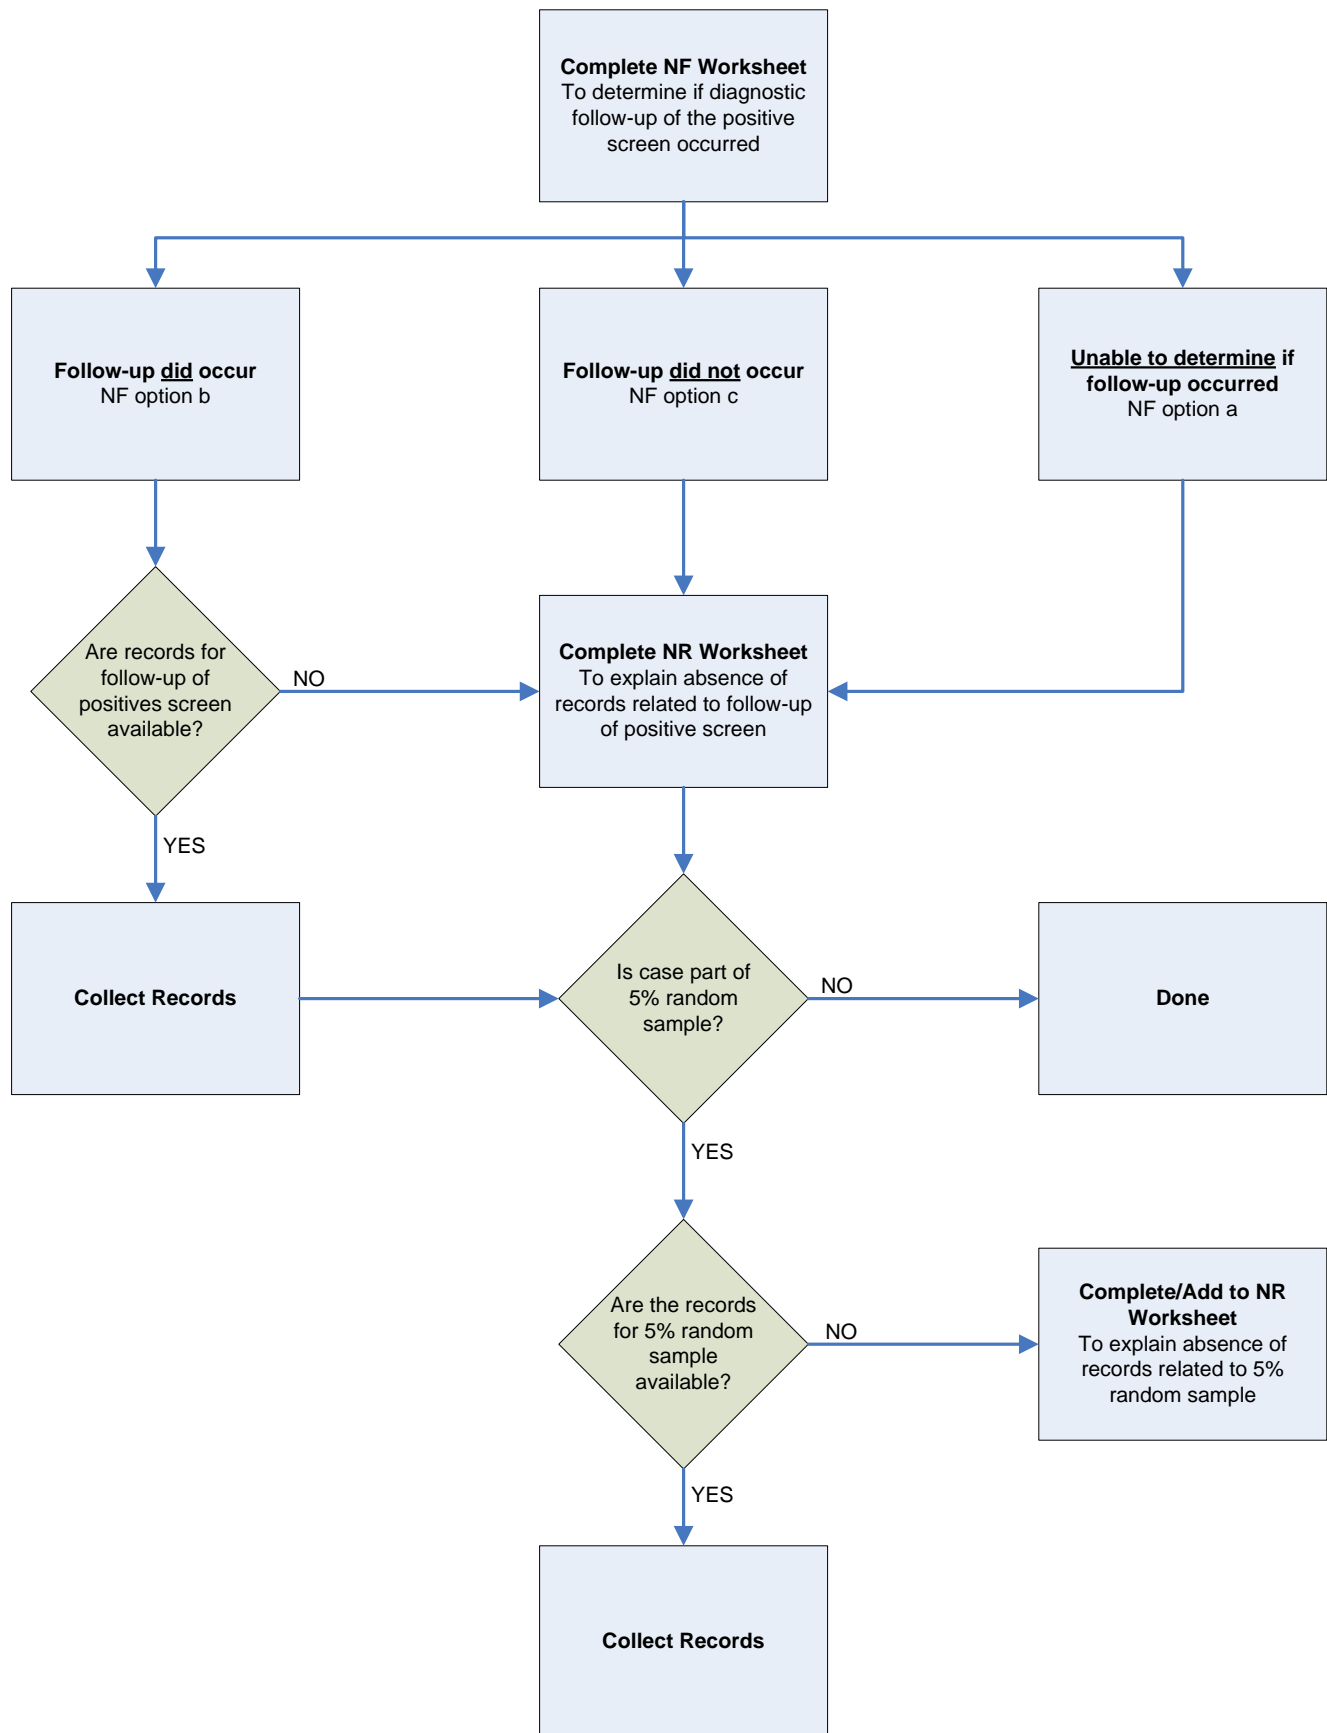 Complete NF Worksheet
To determine if diagnostic
follow-up of the positive
screen occurred
Follow-up did occur
NF option b
Follow-up did not occur
NF option c
Unable to determine if
follow-up occurred
NF option a
Are records for
follow-up of
positives screen
available?
NO
Complete NR Worksheet
To explain absence of
records related to follow-up
of positive screen
YES
Collect Records
Is case part of
5% random
sample?
NO
Done
YES
Are the records
for 5% random
sample
available?
NO
Complete/Add to NR
Worksheet
To explain absence of
records related to 5%
random sample
YES
Collect Records